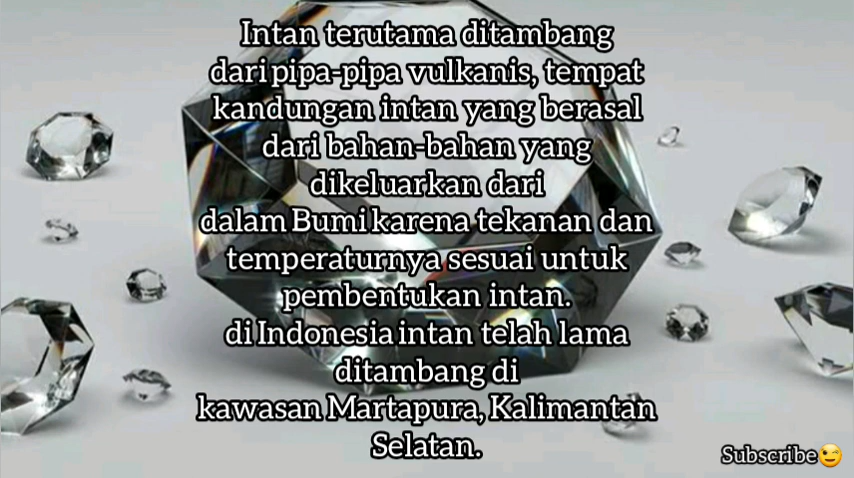 Intan terutama ditambang
dari pipa-pipa vulkanis, tempat
kandungan intan yang berasal
dari bahan-bahan yang
dikeluarkan dari
dalam Bumi karena tekanan dan
temperaturnya sesuai untuk
pembentukan intan.
di Indonesia intan telah lama
ditambang di
kawasan Martapura, Kalimantan
Selatan.
Subscribe😉